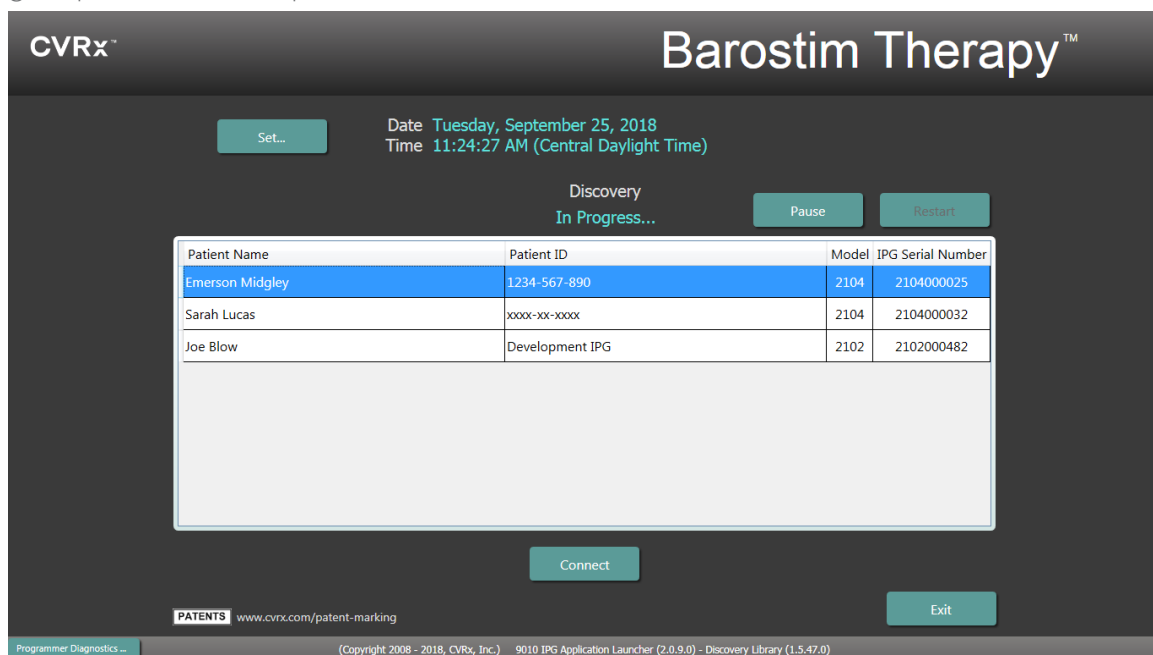 CVRx™ Barostim Therapy™
Set... Date Tuesday, September 25, 2018
Time 11:24:27 AM (Central Daylight Time)
Discovery
In Progress... Pause Restart
Patient Name Patient ID Model IPG Serial Number
Emerson Midgley 1234-567-890 2104 2104000025
Sarah Lucas xxxx-xx-xxxx 2104 2104000032
Joe Blow Development IPG 2102 2102000482
Connect
Exit
PATENTS www.cvrx.com/patent-marking
Programmer Diagnostics ... (Copyright 2008 - 2018, CVRx, Inc.) 9010 IPG Application Launcher (2.0.9.0) - Discovery Library (1.5.47.0)